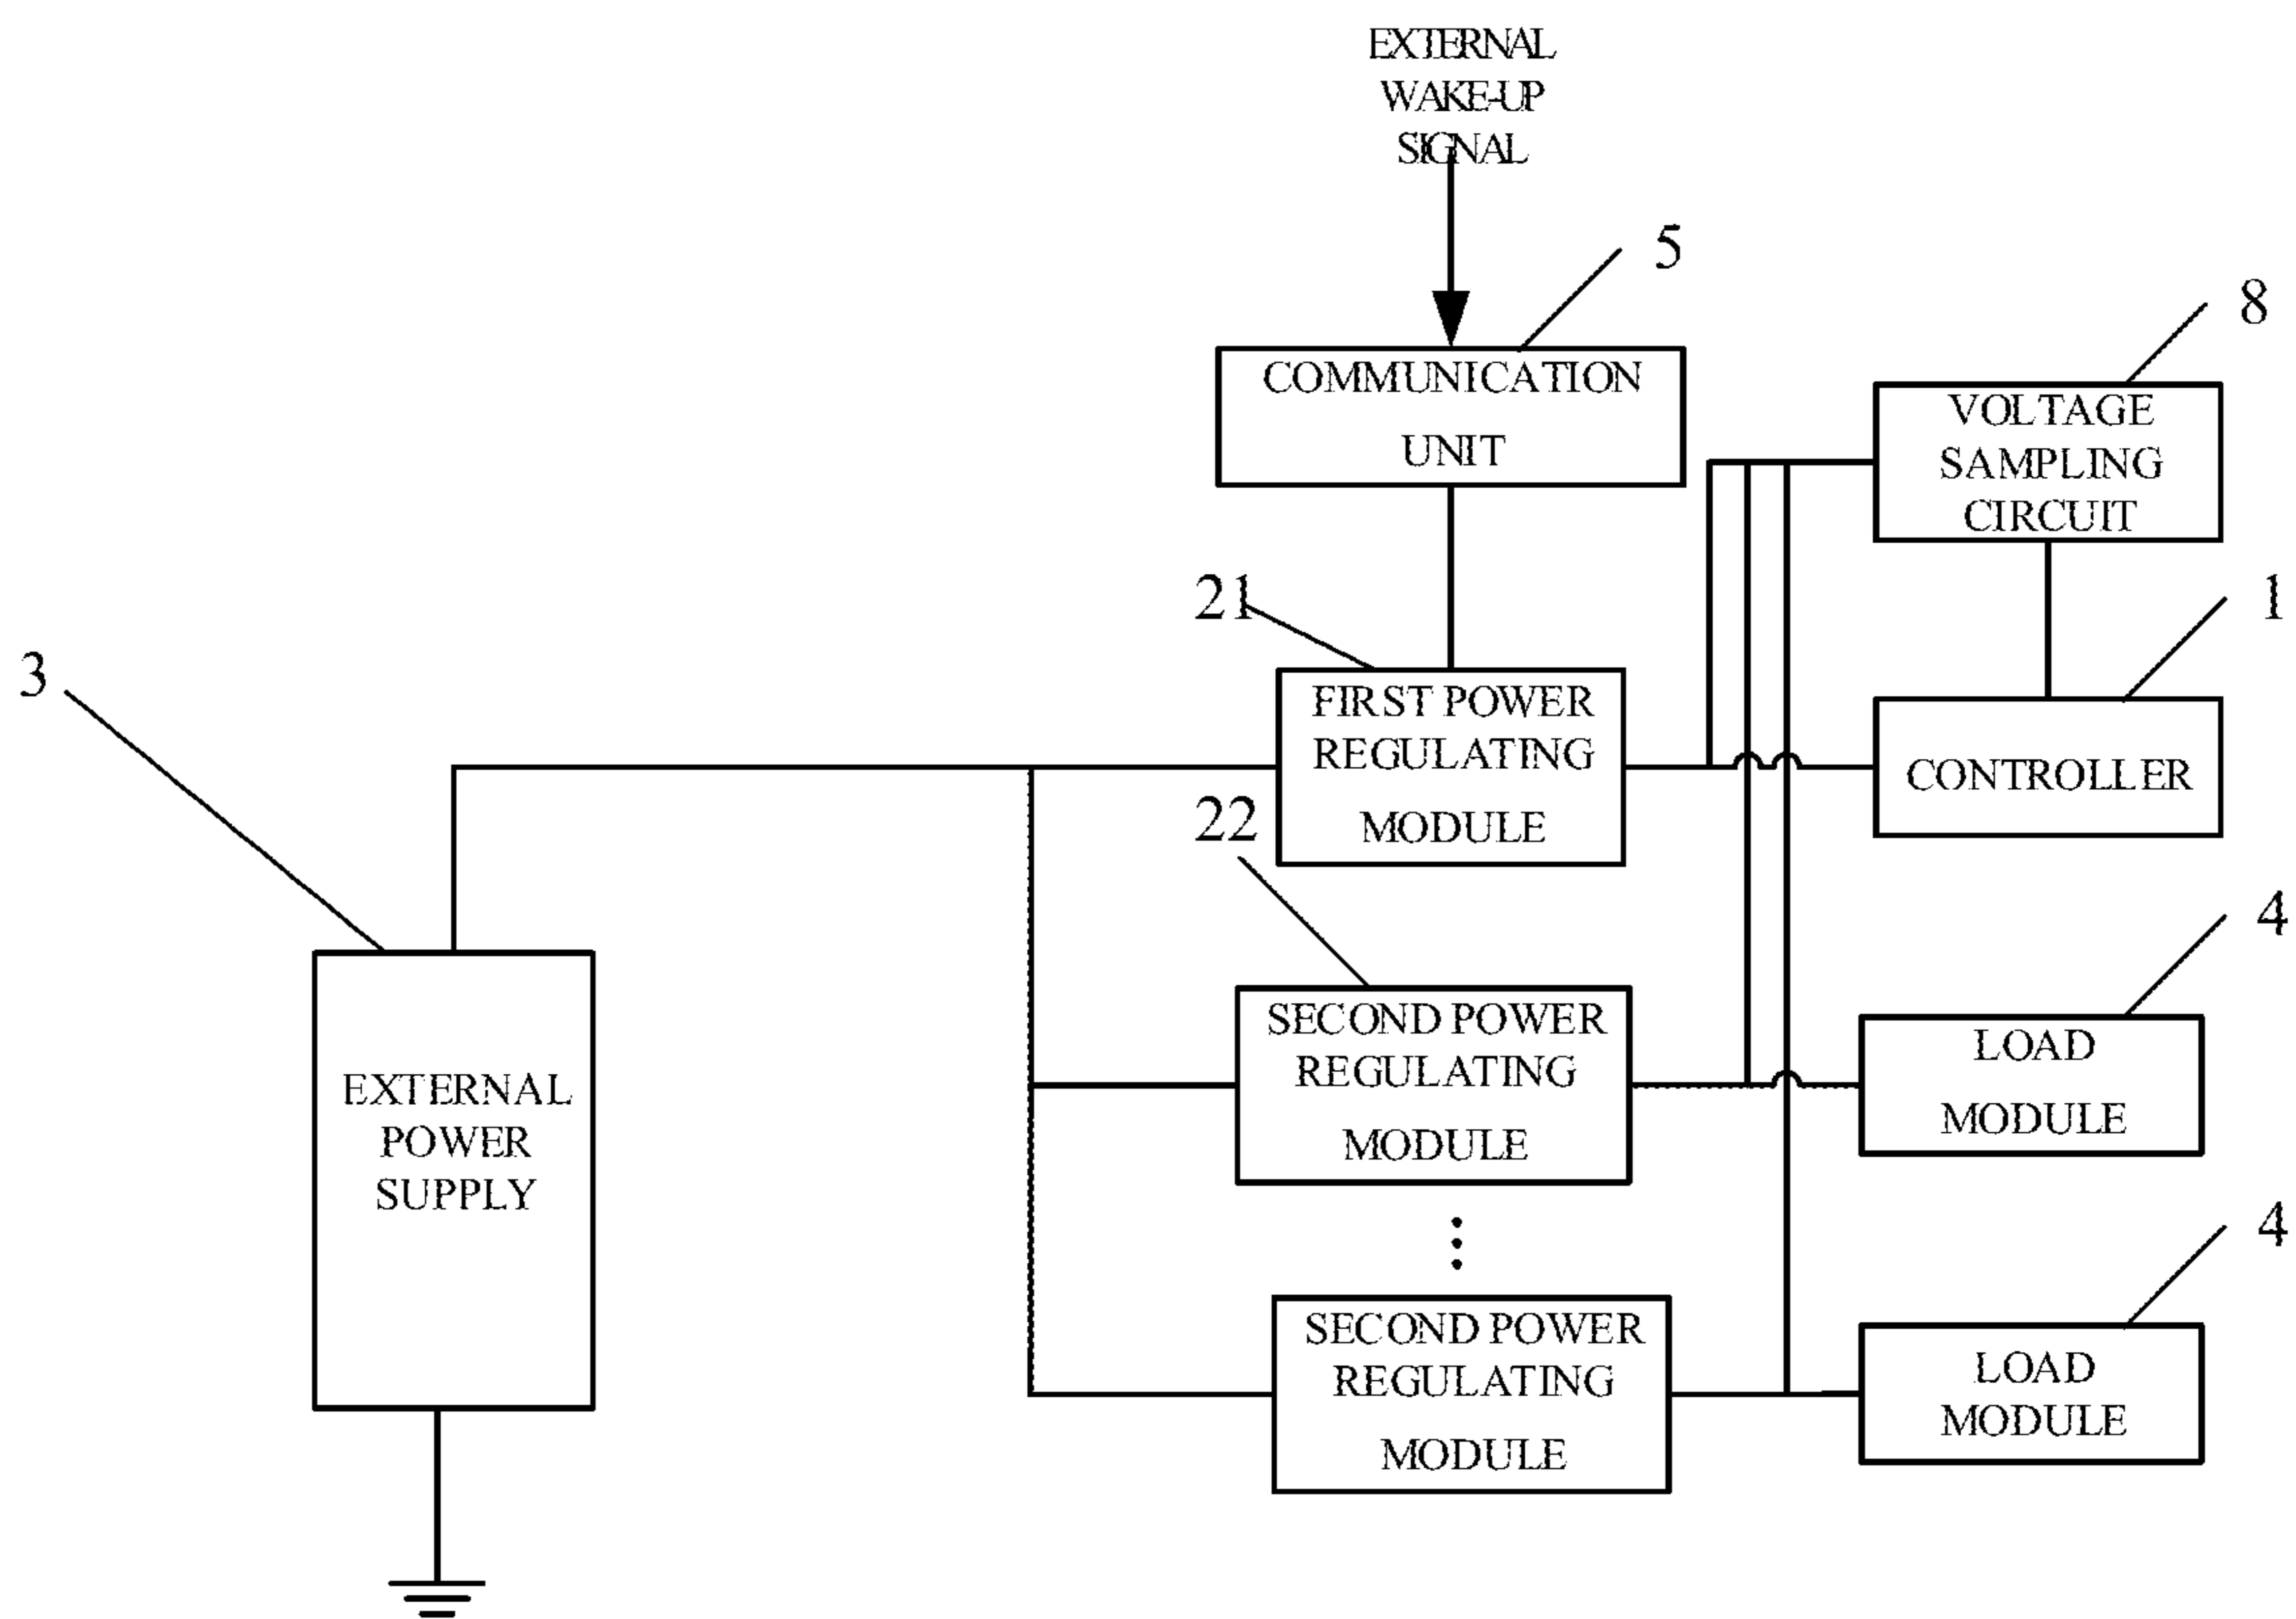 EXTERNAL
WAKE-UP
SIGNAL
5
8
COMMUNICATION
UNIT
VOLTAGE
SAMPLING
CIRCUIT
21
1
3
FIRST POWER
REGULATING
MODULE
CONTROLLER
22
4
SECOND POWER
REGULATING
MODULE
LOAD
MODULE
EXTERNAL
POWER
SUPPLY
4
SECOND POWER
REGULATING
MODULE
LOAD
MODULE